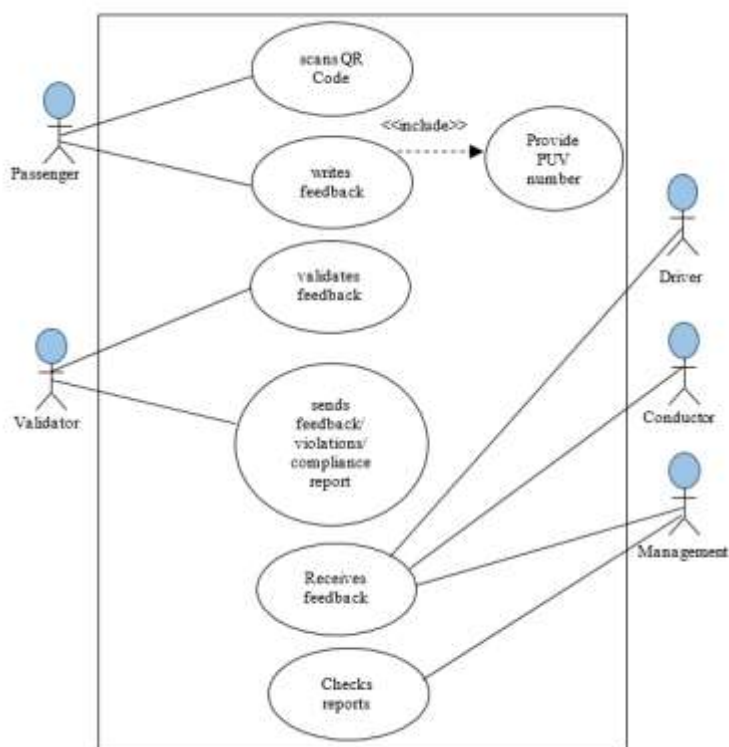 scans QR
Code
<<include>>
Provide
PUV
number
Passenger
writes
feedback
validates
feedback
Driver
Validator
sends
feedback/
violations/
compliance
report
Conductor
Management
Receives
feedback
Checks
reports